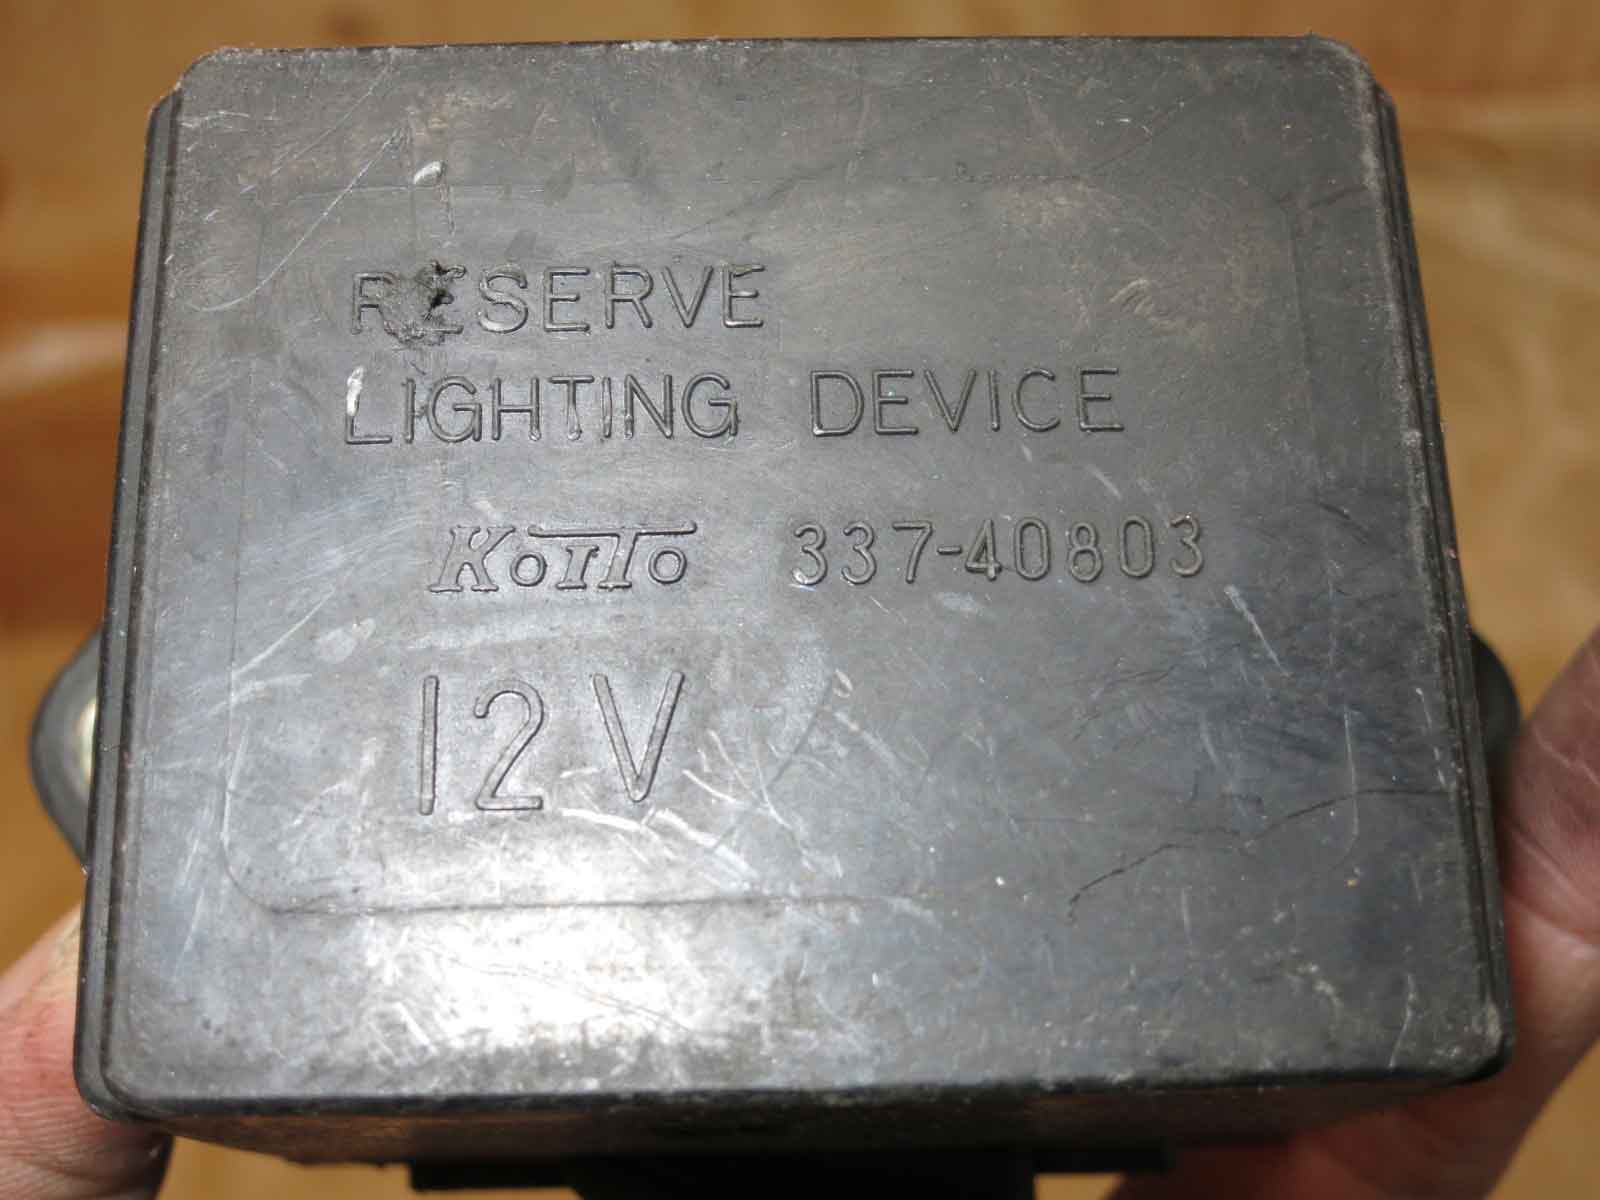 RESERVE
LIGHTING DEVICE
KoITo 337-40803
12V